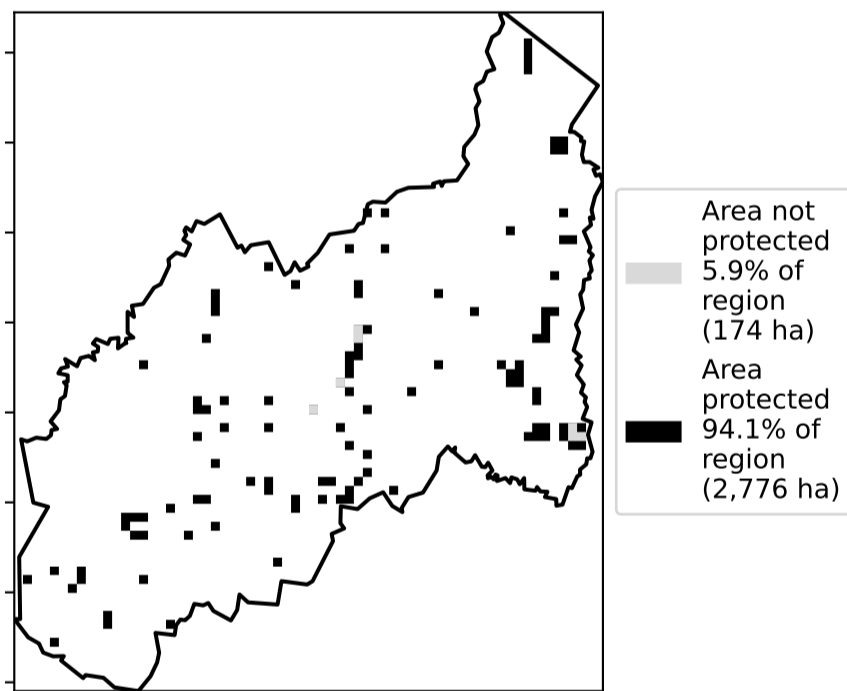 Area not
protected
5.9% of
region
(174 ha)
Area
protected
94.1% of
region
(2,776 ha)